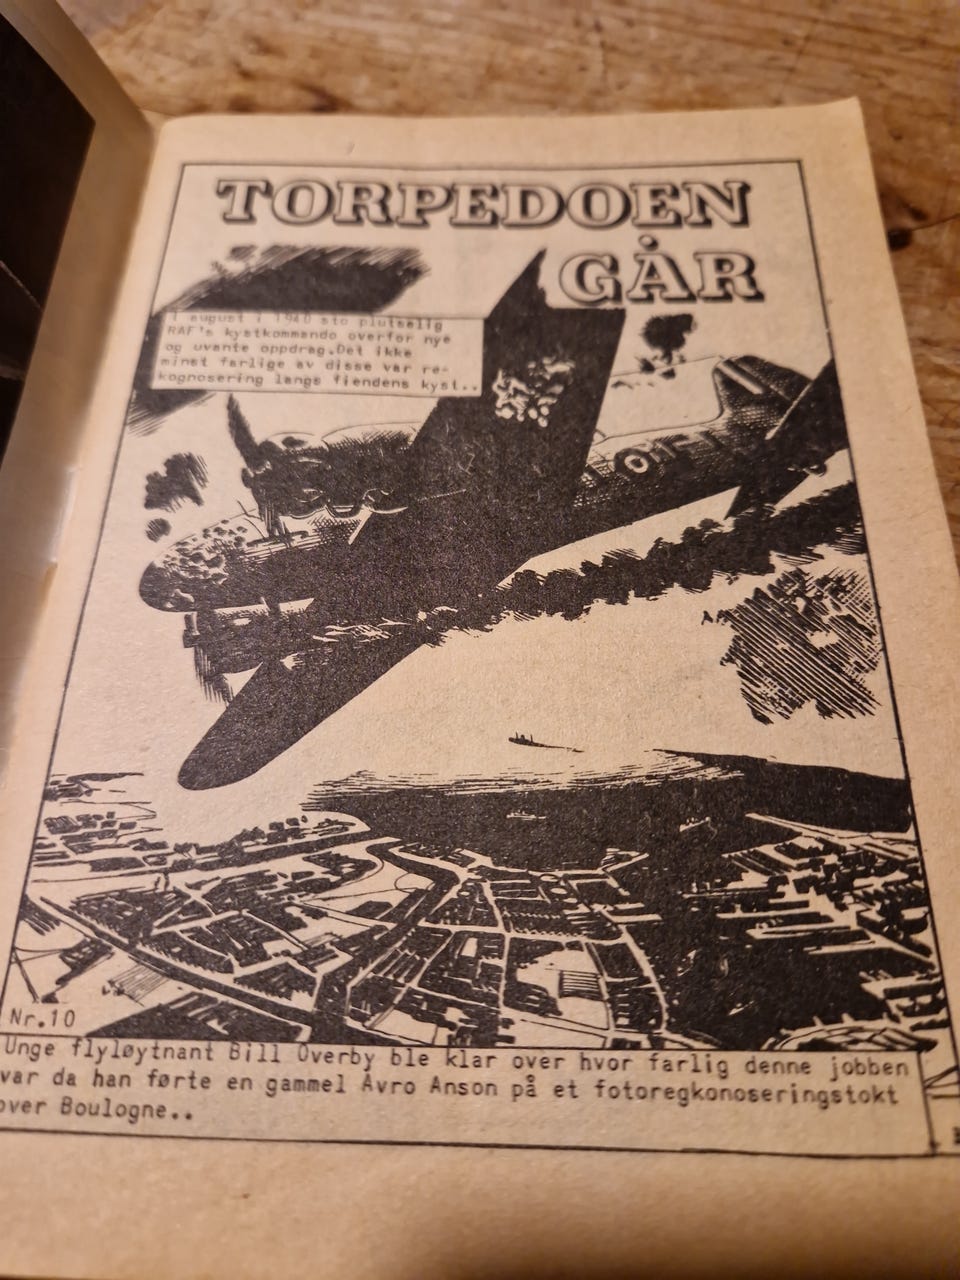 TORPEDOEN
GÅR
I august i 1940 sto plutselig
RAF's kystkommando overfor nye
og uvante oppdrag.Det ikke
minst farlige av disse var re-
kognosering langs fiendens kyst..
Nr.10
Unge flyløytnant Bill Overby ble klar over hvor farlig denne jobben
var da han førte en gammel Avro Anson på et fotoregkonoseringstokt
over Boulogne..